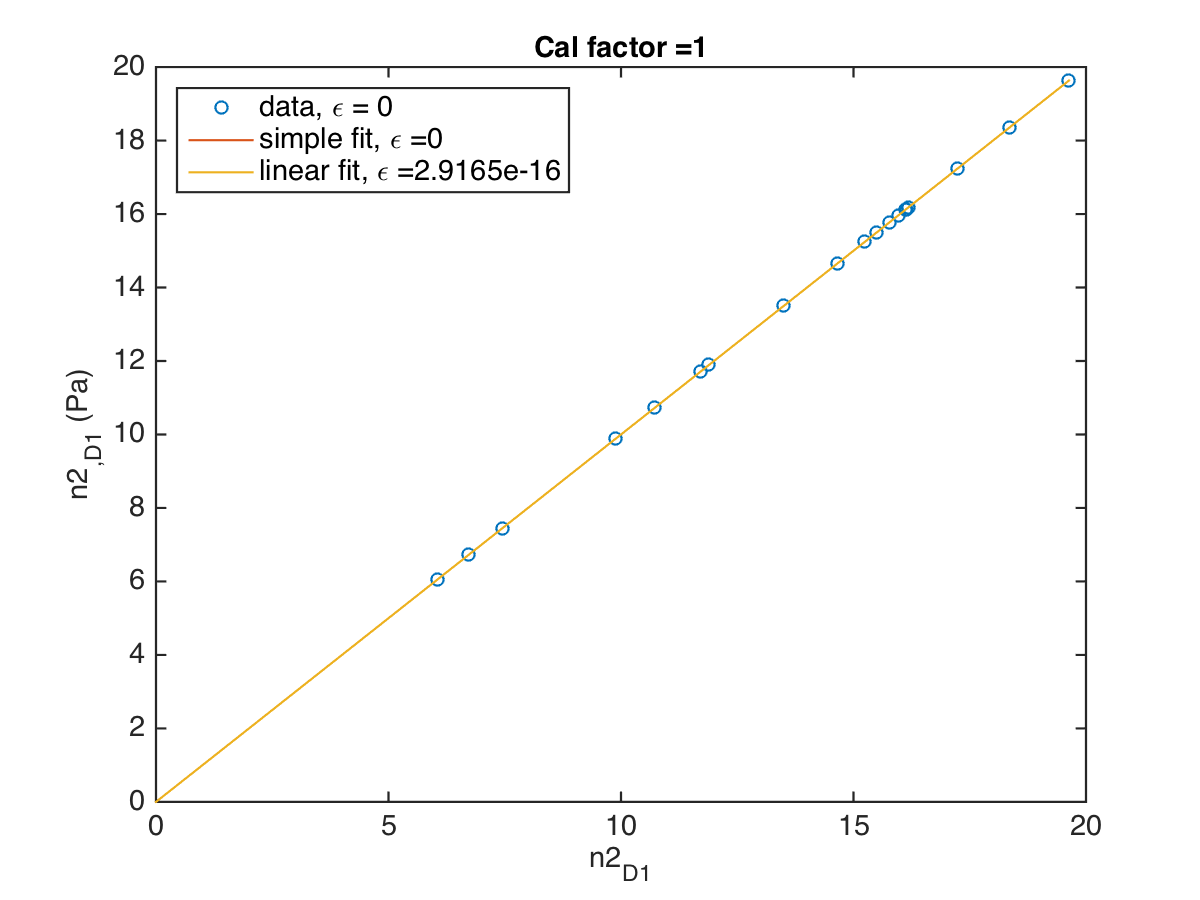 Cal factor =1
data, ϵ = 0
simple fit, ϵ =0
linear fit, ϵ =2.9165e-16
20
18
16
14
12
10
8
6
4
2
0
n2,D1 (Pa)
0 5 10 15 20
n2D1